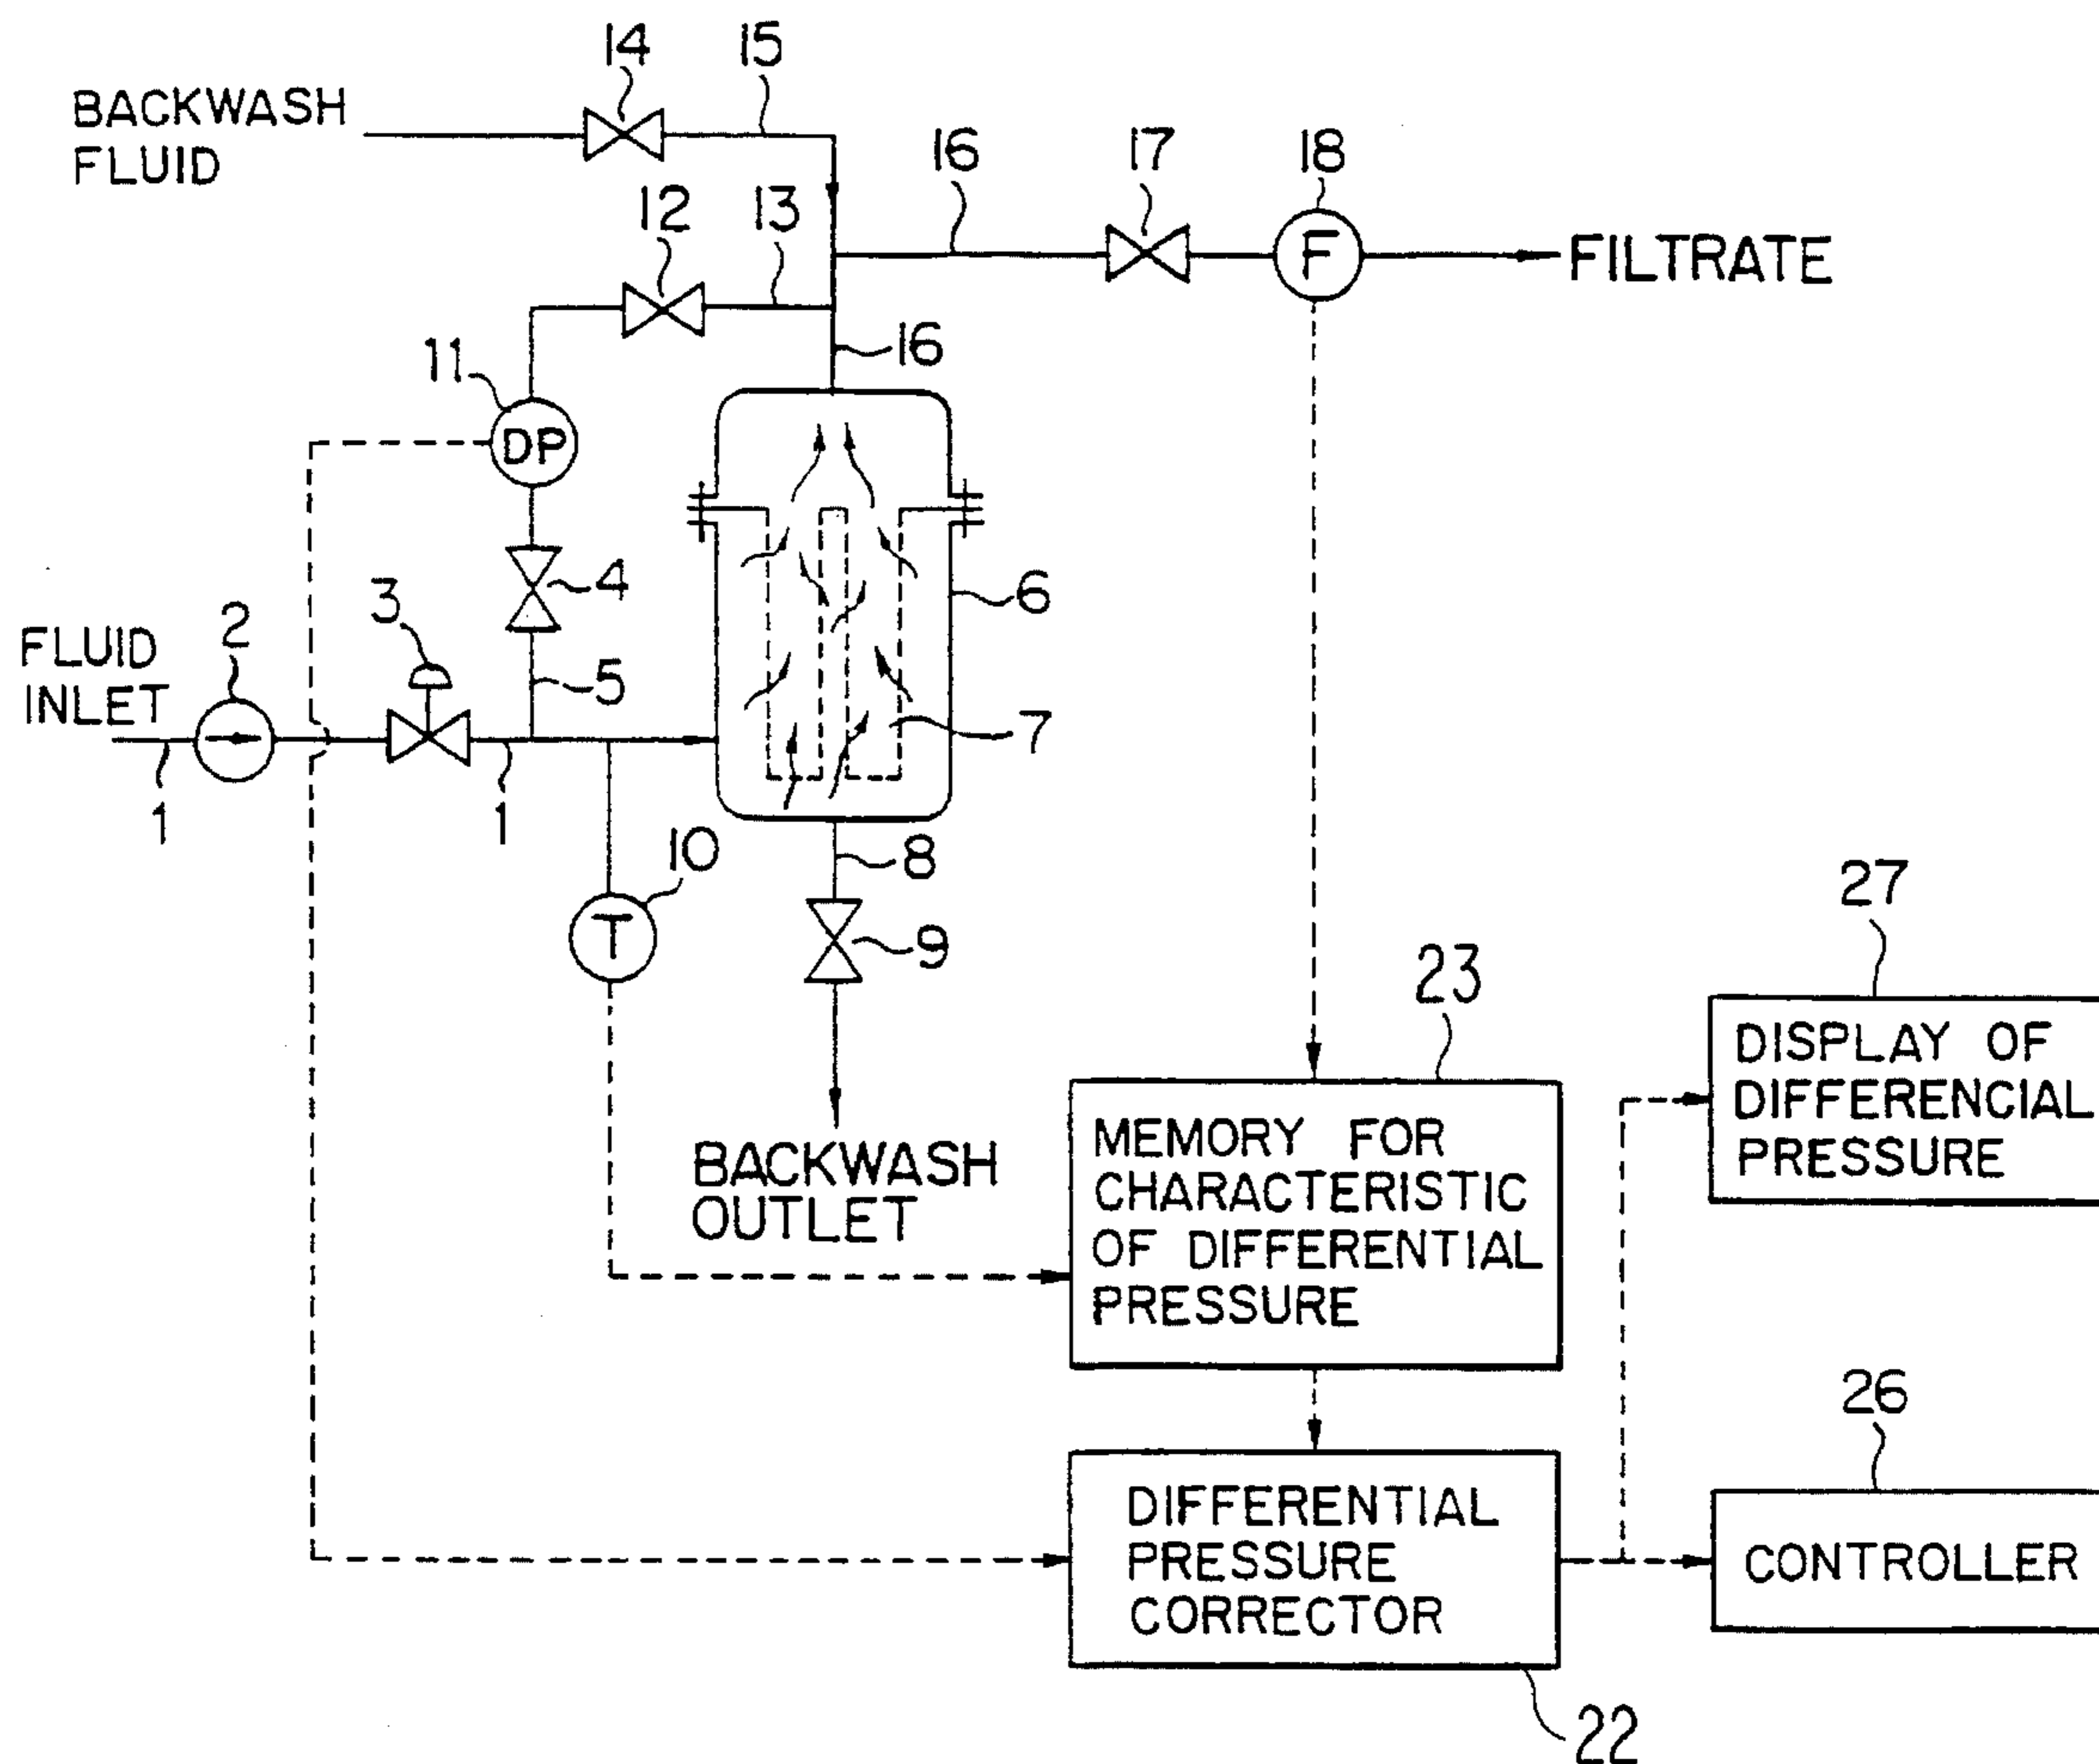 14
15
BACKWASH
FLUID
16
17
18
12
13
F
FILTRATE
11
16
DP
3
4
6
2
FLUID
INLET
5
7
1
1
10
8
T
9
27
23
DISPLAY OF
DIFFERENCIAL
PRESSURE
BACKWASH
OUTLET
MEMORY FOR
CHARACTERISTIC
OF DIFFERENTIAL
PRESSURE
26
DIFFERENTIAL
PRESSURE
CORRECTOR
CONTROLLER
22